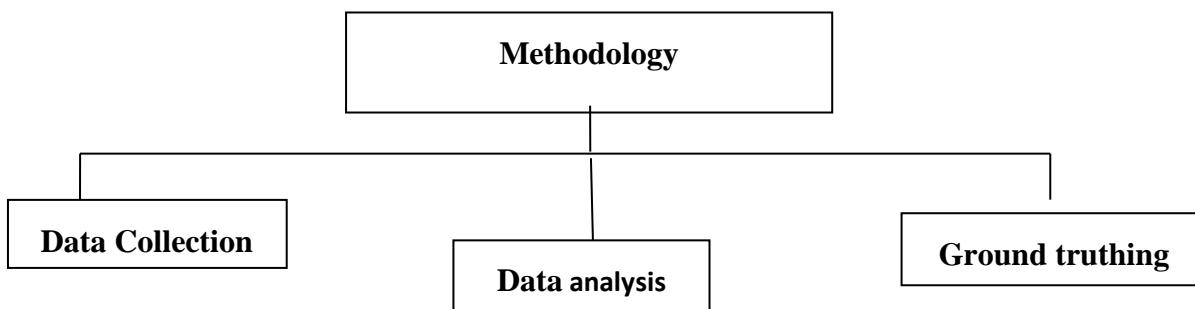 Methodology
Data Collection
Data analysis
Ground truthing